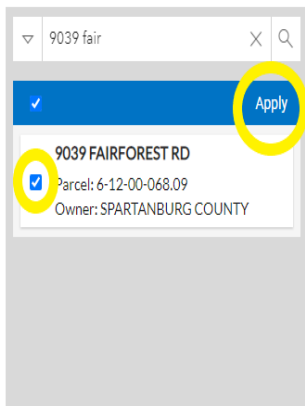 9039 fair
Apply
9039 FAIRFOREST RD
Parcel: 6-12-00-068.09
Owner: SPARTANBURG COUNTY